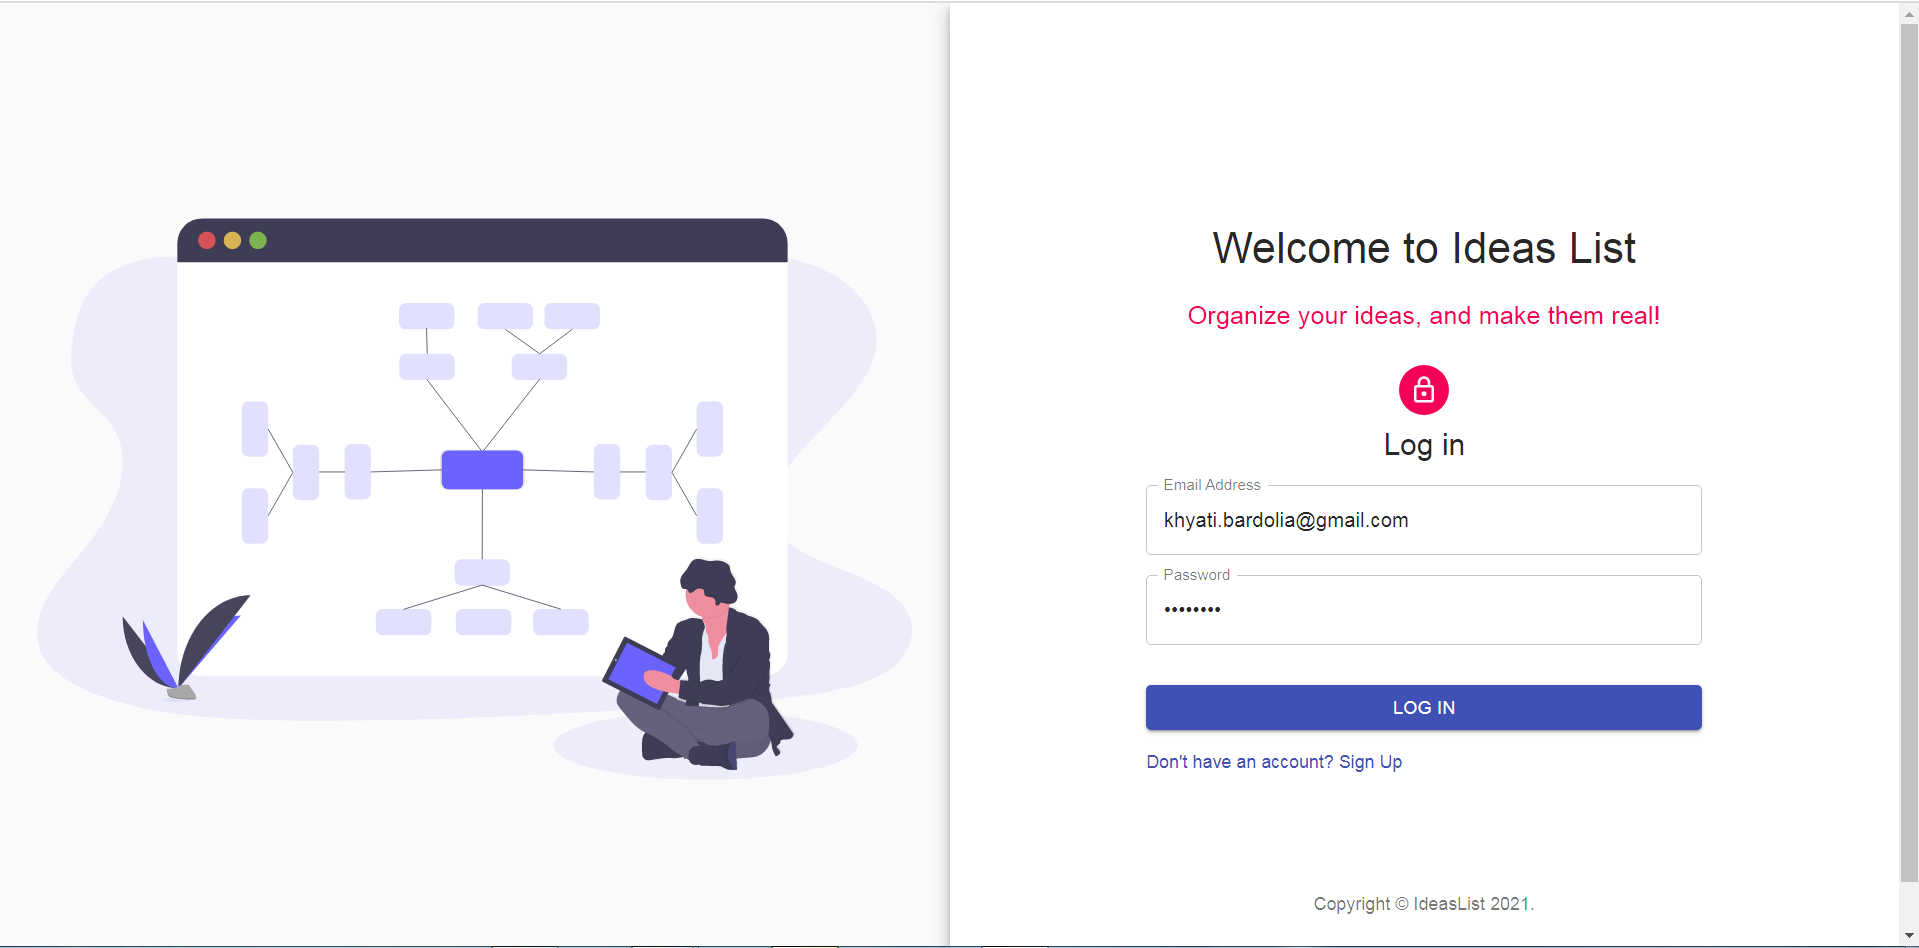 Welcome to Ideas List
Organize your ideas, and make them real!
Log in
Email Address
khyati.bardolia@gmail.com
Password
••••••••
LOG IN
Don't have an account? Sign Up
Copyright © IdeasList 2021.